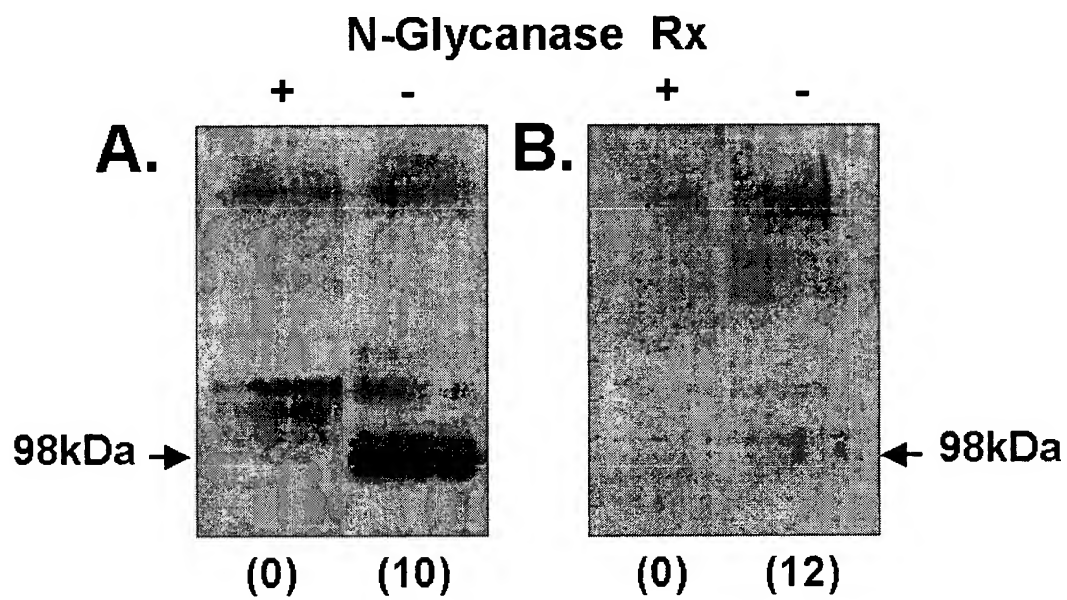 N-Glycanase Rx
+ - + -
A. B.
98kDa 98kDa
(0) (10) (0) (12)